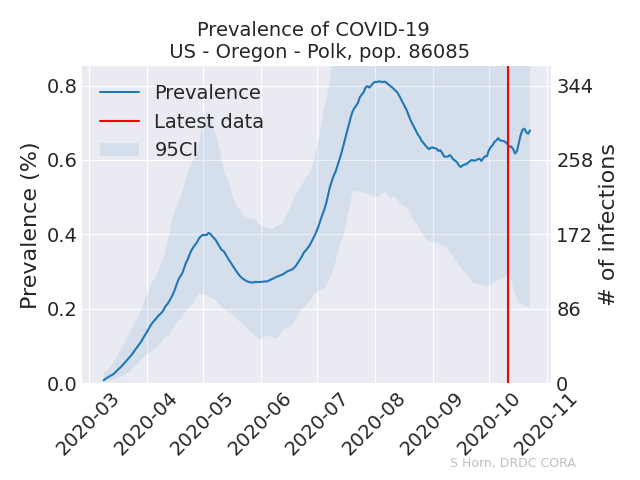 Prevalence of COVID-19
US - Oregon - Polk, pop. 86085
Prevalence
Latest data
95CI
Prevalence (%)
0.8
0.6
0.4
0.2
0.0
344
258
172
86
0
# of infections
2020-03
2020-04
2020-05
2020-06
2020-07
2020-08
2020-09
2020-10
2020-11
S Horn, DRDC CORA